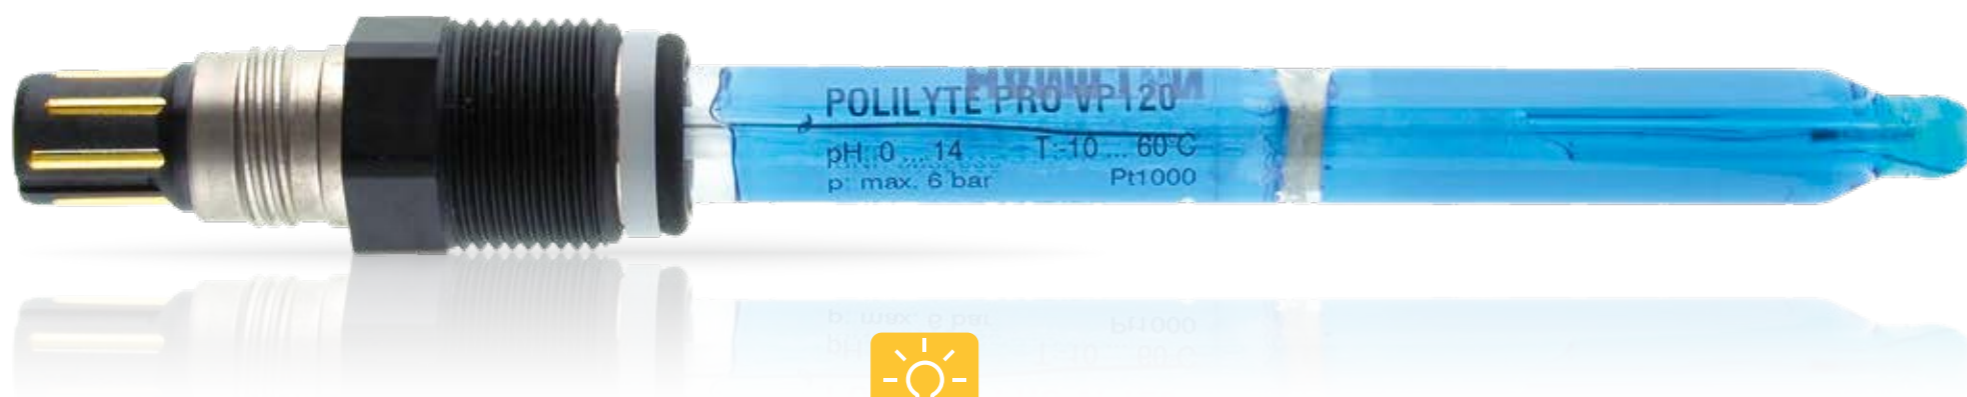 POLILYTE PRO VP 120
pH: 0 ... 14 T:-10 ... 60°C
p: max. 6 bar Pt1000